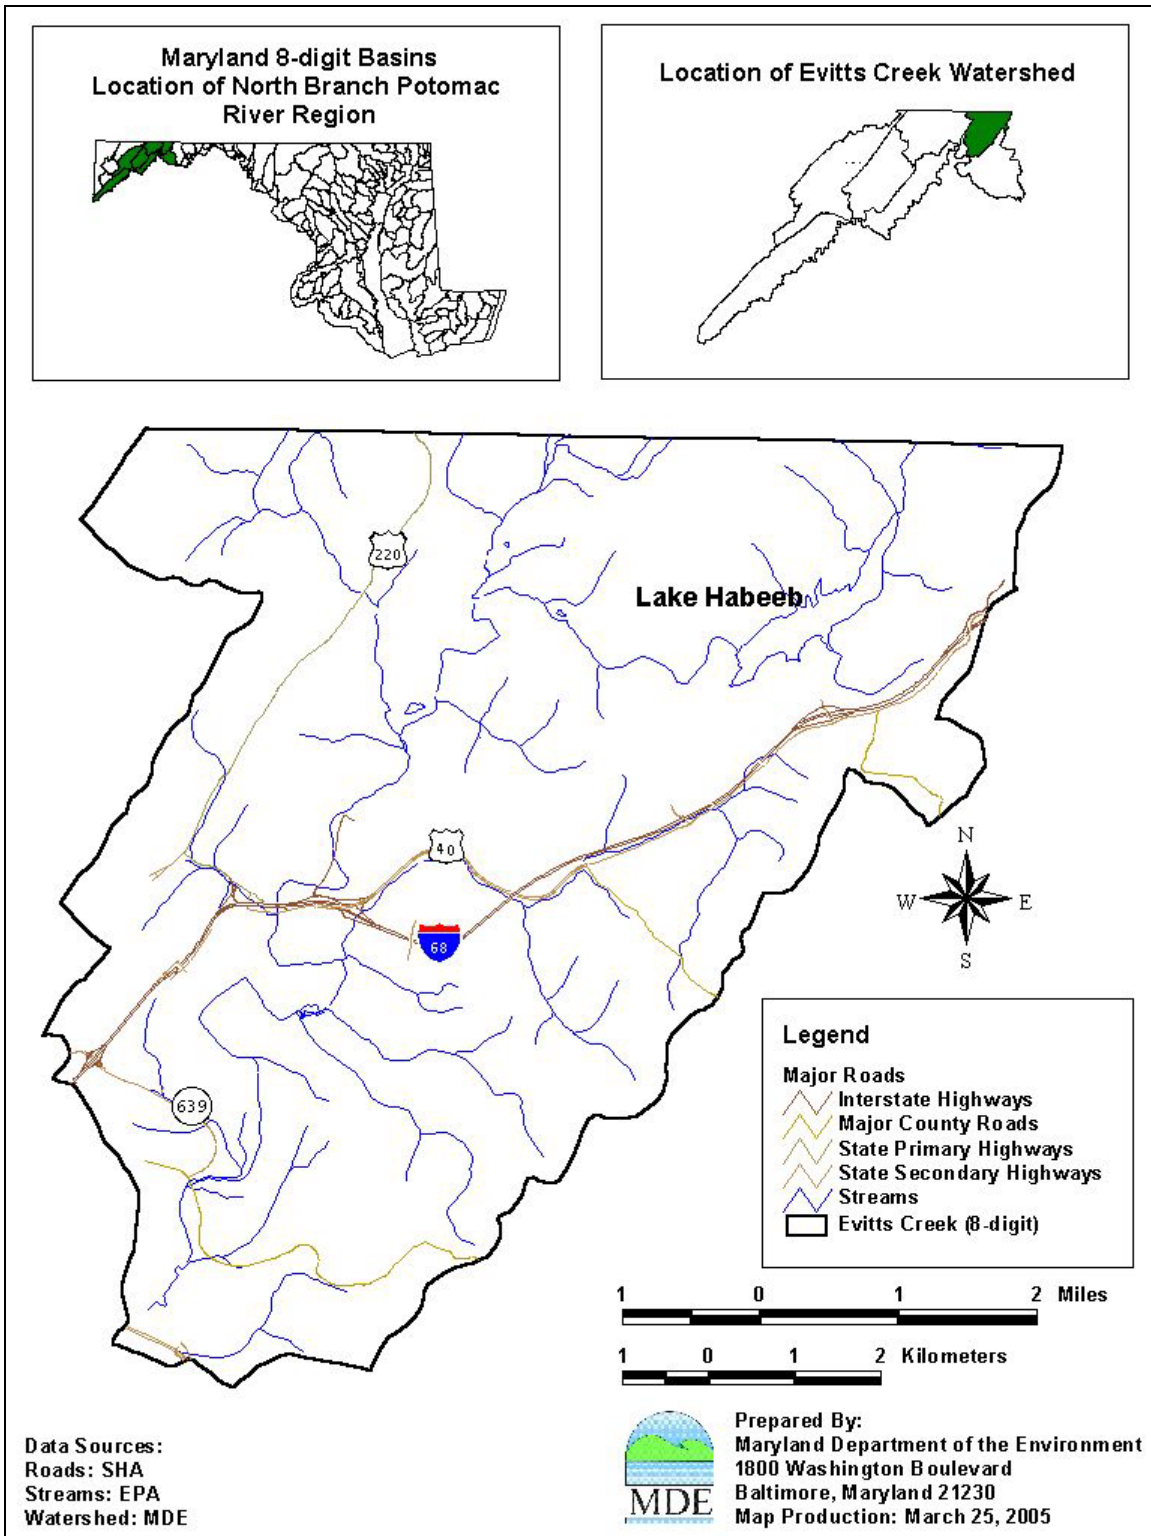 Maryland 8-digit Basins
Location of North Branch Potomac
River Region
Location of Evitts Creek Watershed
220
Lake Habeeb
40
68
639
N
W E
S
Legend
Major Roads
Interstate Highways
Major County Roads
State Primary Highways
State Secondary Highways
Streams
Evitts Creek (8-digit)
1 0 1 2 Miles
1 0 1 2 Kilometers
Data Sources:
Roads: SHA
Streams: EPA
Watershed: MDE
MDE
Prepared By:
Maryland Department of the Environment
1800 Washington Boulevard
Baltimore, Maryland 21230
Map Production: March 25, 2005